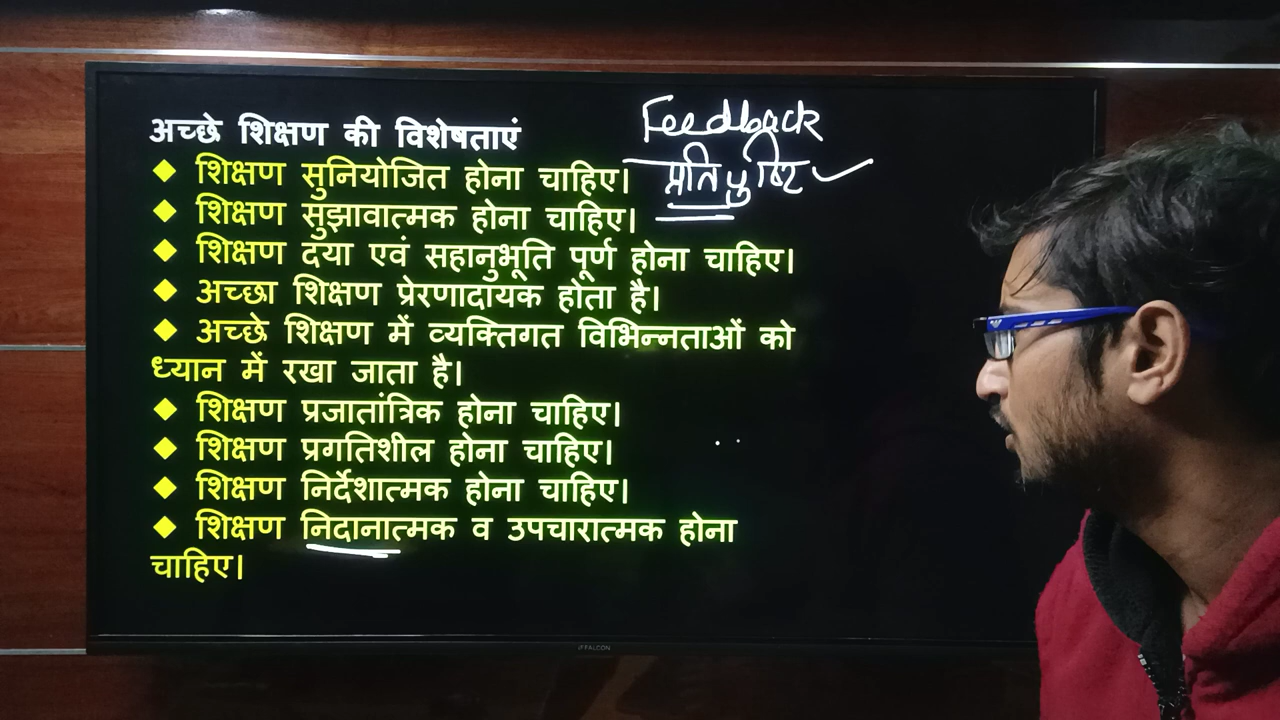 अच्छे शिक्षण की विशेषताएं
Feedback
प्रतिपुष्टि
◆ शिक्षण सुनियोजित होना चाहिए।
◆ शिक्षण सुझावात्मक होना चाहिए।
◆ शिक्षण दया एवं सहानुभूति पूर्ण होना चाहिए।
◆ अच्छा शिक्षण प्रेरणादायक होता है।
◆ अच्छे शिक्षण में व्यक्तिगत विभिन्नताओं को
ध्यान में रखा जाता है।
◆ शिक्षण प्रजातांत्रिक होना चाहिए।
◆ शिक्षण प्रगतिशील होना चाहिए।
◆ शिक्षण निर्देशात्मक होना चाहिए।
◆ शिक्षण निदानात्मक व उपचारात्मक होना
चाहिए।
iFFALCON